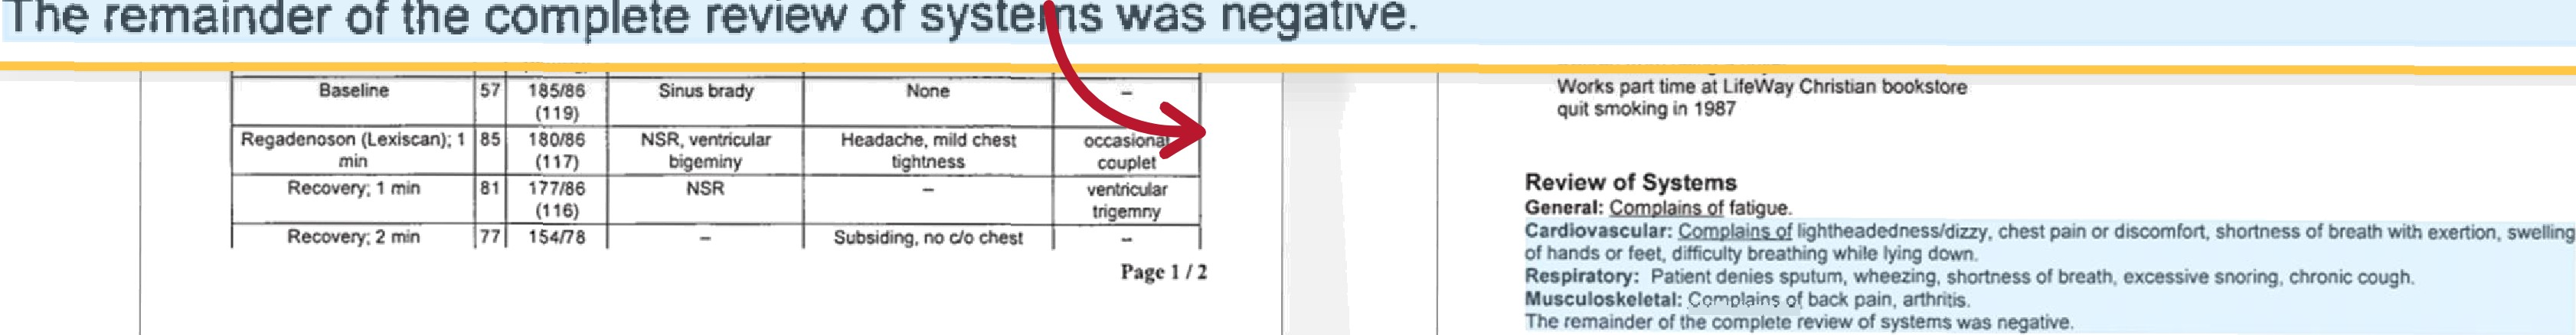 The remainder of the complete review of systems was negative.
Baseline 57 185/86 Sinus brady None –
(119)
Regadenoson (Lexiscan); 1 85 180/86 NSR, ventricular Headache, mild chest occasional
min (117) bigeminy tightness couplet
Recovery; 1 min 81 177/86 NSR – ventricular
(116) trigemny
Recovery; 2 min 77 154/78 – Subsiding, no c/o chest –
Page 1 / 2
Works part time at LifeWay Christian bookstore
quit smoking in 1987
Review of Systems
General: Complains of fatigue.
Cardiovascular: Complains of lightheadedness/dizzy, chest pain or discomfort, shortness of breath with exertion, swelling
of hands or feet, difficulty breathing while lying down.
Respiratory: Patient denies sputum, wheezing, shortness of breath, excessive snoring, chronic cough.
Musculoskeletal: Complains of back pain, arthritis.
The remainder of the complete review of systems was negative.